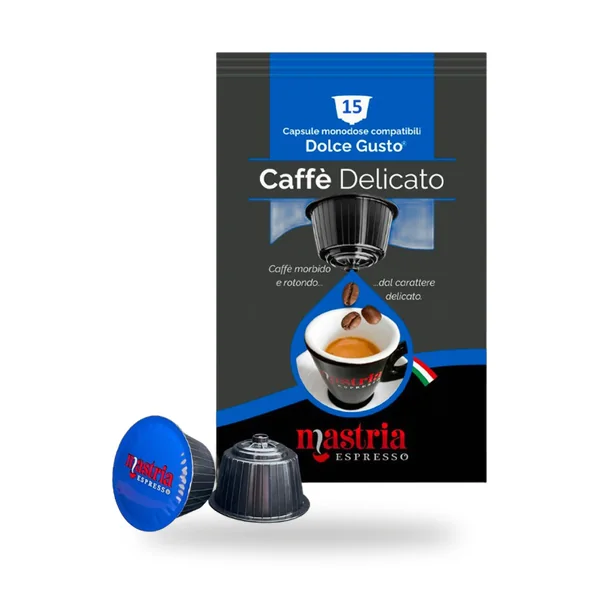 15
Capsule monodose compatibili
Dolce Gusto®
Caffè Delicato
Caffè morbido
e rotondo...
...dal carattere
delicato.
mastria
ESPRESSO
mastria
ESPRESSO
mastria
ESPRESSO